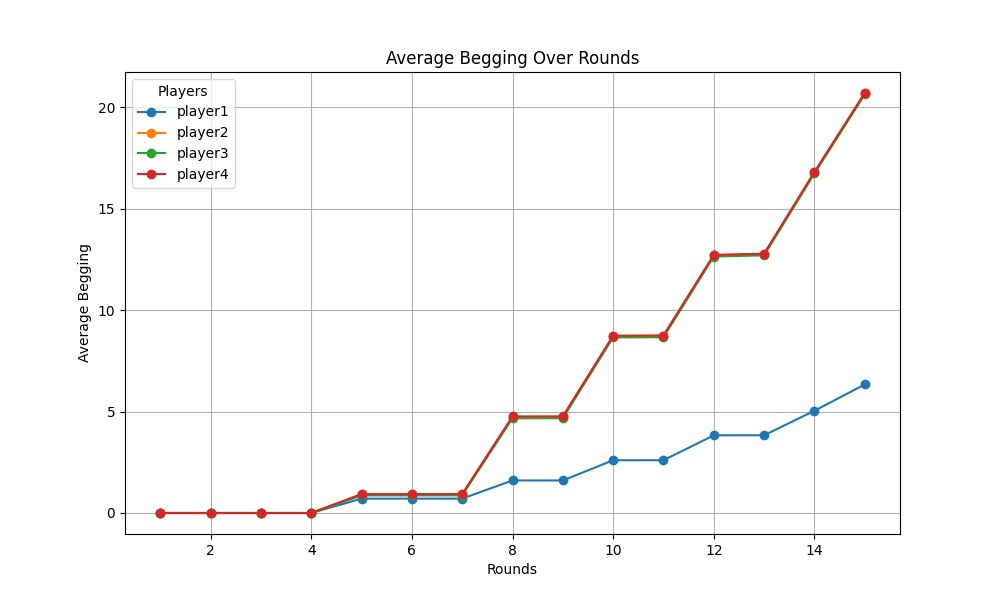 Average Begging Over Rounds
Players
player1
player2
player3
player4
20
15
10
5
0
Average Begging
2 4 6 8 10 12 14
Rounds